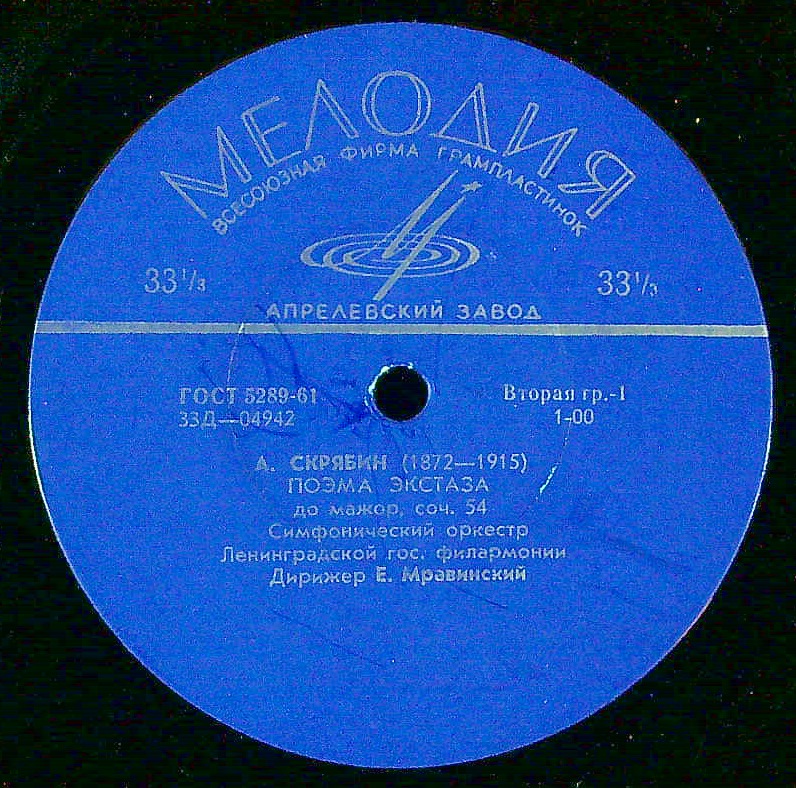 МЕЛОДИЯ
ВСЕСОЮЗНАЯ ФИРМА ГРАМПЛАСТИНОК
33⅓ 33⅓
АПРЕЛЕВСКИЙ ЗАВОД
ГОСТ 5289-61 Вторая гр.-1
33Д—04942 1-00
А. СКРЯБИН (1872—1915)
ПОЭМА ЭКСТАЗА
до мажор, соч. 54
Симфонический оркестр
Ленинградской гос. филармонии
Дирижер Е. Мравинский